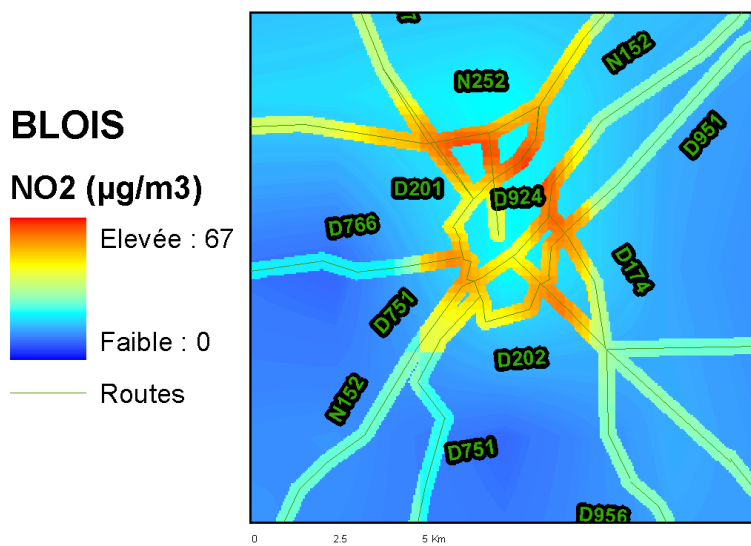 BLOIS
NO2 (µg/m3)
Elevée : 67
Faible : 0
Routes
N252
N152
D951
D201
D924
D766
D174
D751
D202
N152
D751
D956
0 2.5 5 Km